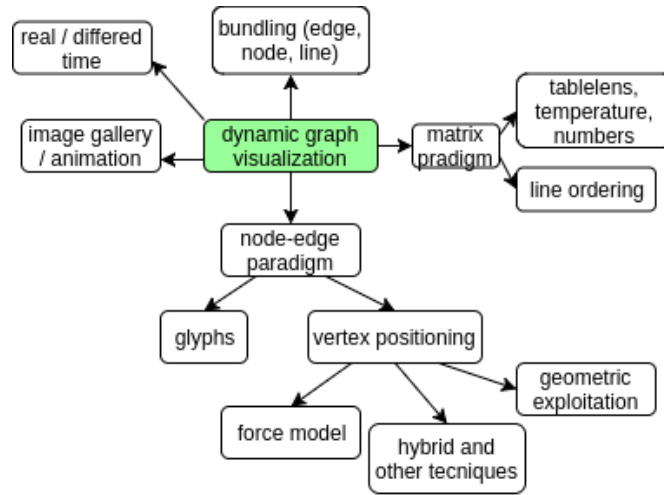 real / differed
time
bundling (edge,
node, line)
image gallery
/ animation
dynamic graph
visualization
matrix
pradigm
tablelens,
temperature,
numbers
line ordering
node-edge
paradigm
glyphs
vertex positioning
geometric
exploitation
force model
hybrid and
other tecniques